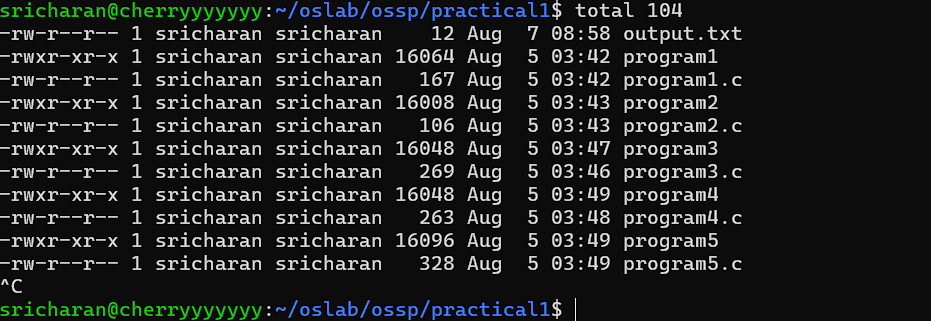 sricharan@cherryyyyyyy:~/oslab/ossp/practical1$ total 104
-rw-r--r-- 1 sricharan sricharan    12 Aug  7 08:58 output.txt
-rwxr-xr-x 1 sricharan sricharan 16064 Aug  5 03:42 program1
-rw-r--r-- 1 sricharan sricharan   167 Aug  5 03:42 program1.c
-rwxr-xr-x 1 sricharan sricharan 16008 Aug  5 03:43 program2
-rw-r--r-- 1 sricharan sricharan   106 Aug  5 03:43 program2.c
-rwxr-xr-x 1 sricharan sricharan 16048 Aug  5 03:47 program3
-rw-r--r-- 1 sricharan sricharan   269 Aug  5 03:46 program3.c
-rwxr-xr-x 1 sricharan sricharan 16048 Aug  5 03:49 program4
-rw-r--r-- 1 sricharan sricharan   263 Aug  5 03:48 program4.c
-rwxr-xr-x 1 sricharan sricharan 16096 Aug  5 03:49 program5
-rw-r--r-- 1 sricharan sricharan   328 Aug  5 03:49 program5.c
^C
sricharan@cherryyyyyyy:~/oslab/ossp/practical1$